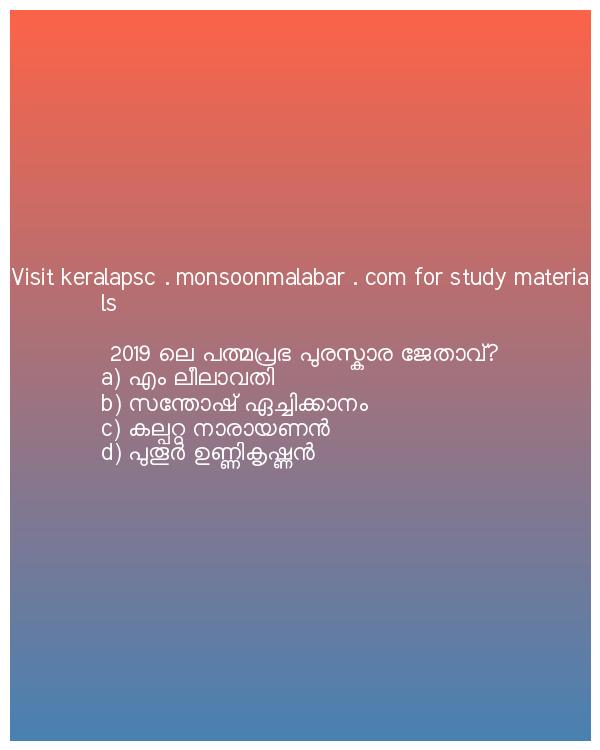 Visit keralapsc . monsoonmalabar . com for study materia
ls
2019 ലെ പത്മപ്രഭ പുരസ്കാര ജേതാവ്?
a) എം ലീലാവതി
b) സന്തോഷ് ഏച്ചിക്കാനം
c) കല്പറ്റ നാരായണൻ
d) പുതൂർ ഉണ്ണികൃഷ്ണൻ